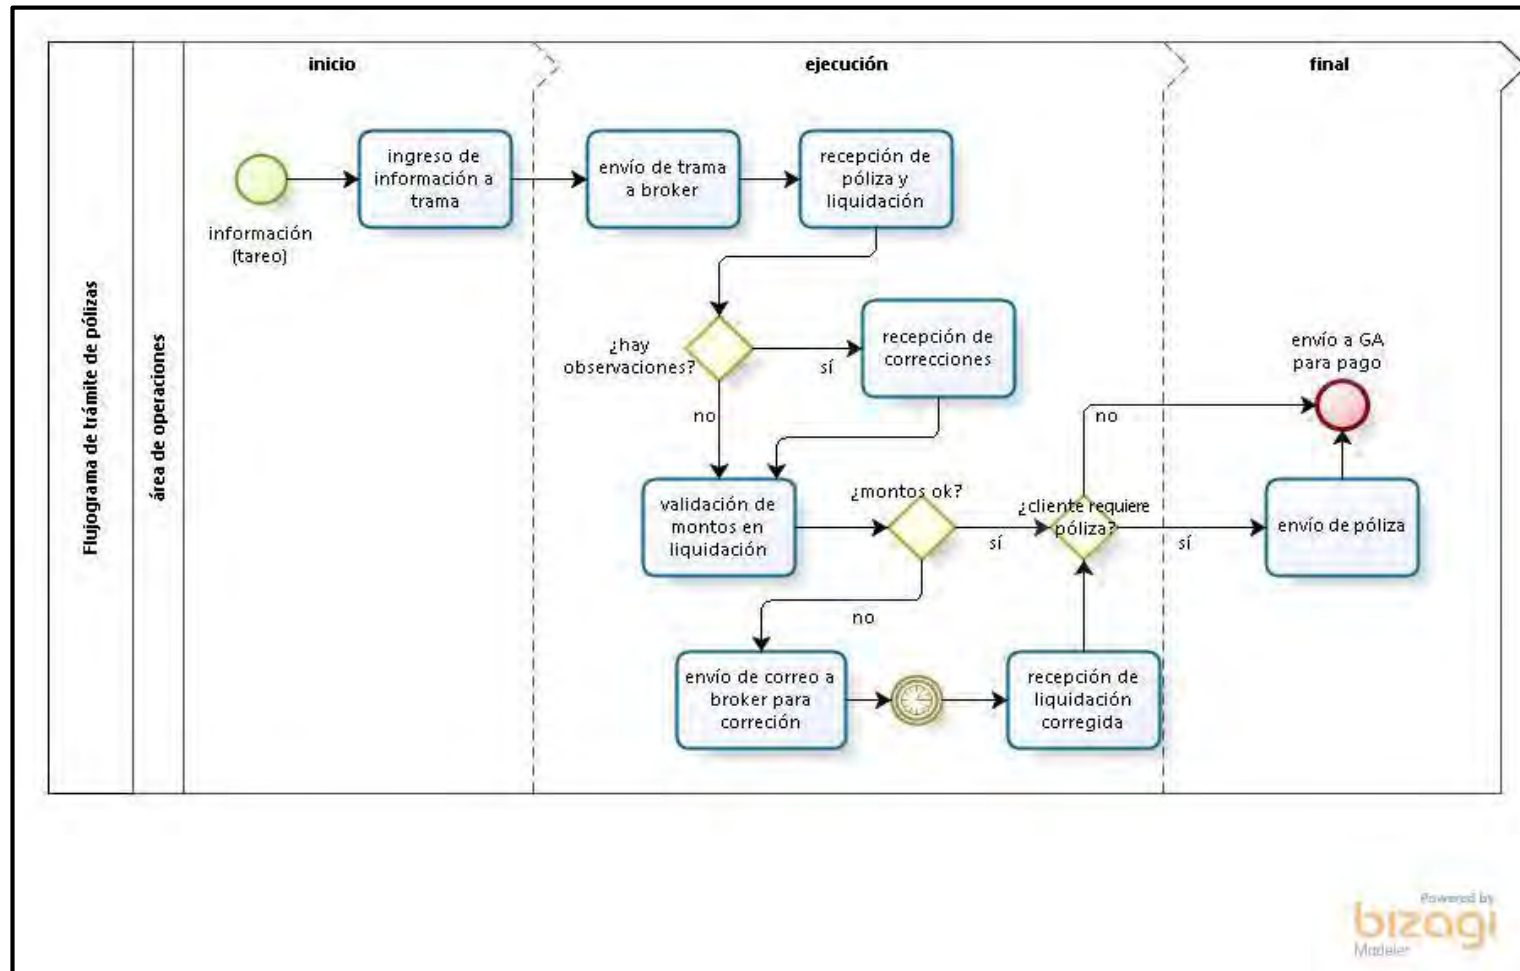 inicio
ejecución
final
Flujograma de trámite de pólizas
área de operaciones
información
(tareo)
ingreso de
información a
trama
envío de trama
a broker
recepción de
póliza y
liquidación
¿hay
observaciones?
sí
no
recepción de
correcciones
envío a GA
para pago
no
validación de
montos en
liquidación
¿montos ok?
sí
no
¿cliente requiere
póliza?
sí
envío de póliza
envío de correo a
broker para
correción
recepción de
liquidación
corregida
Powered by
bizagi
Modeler